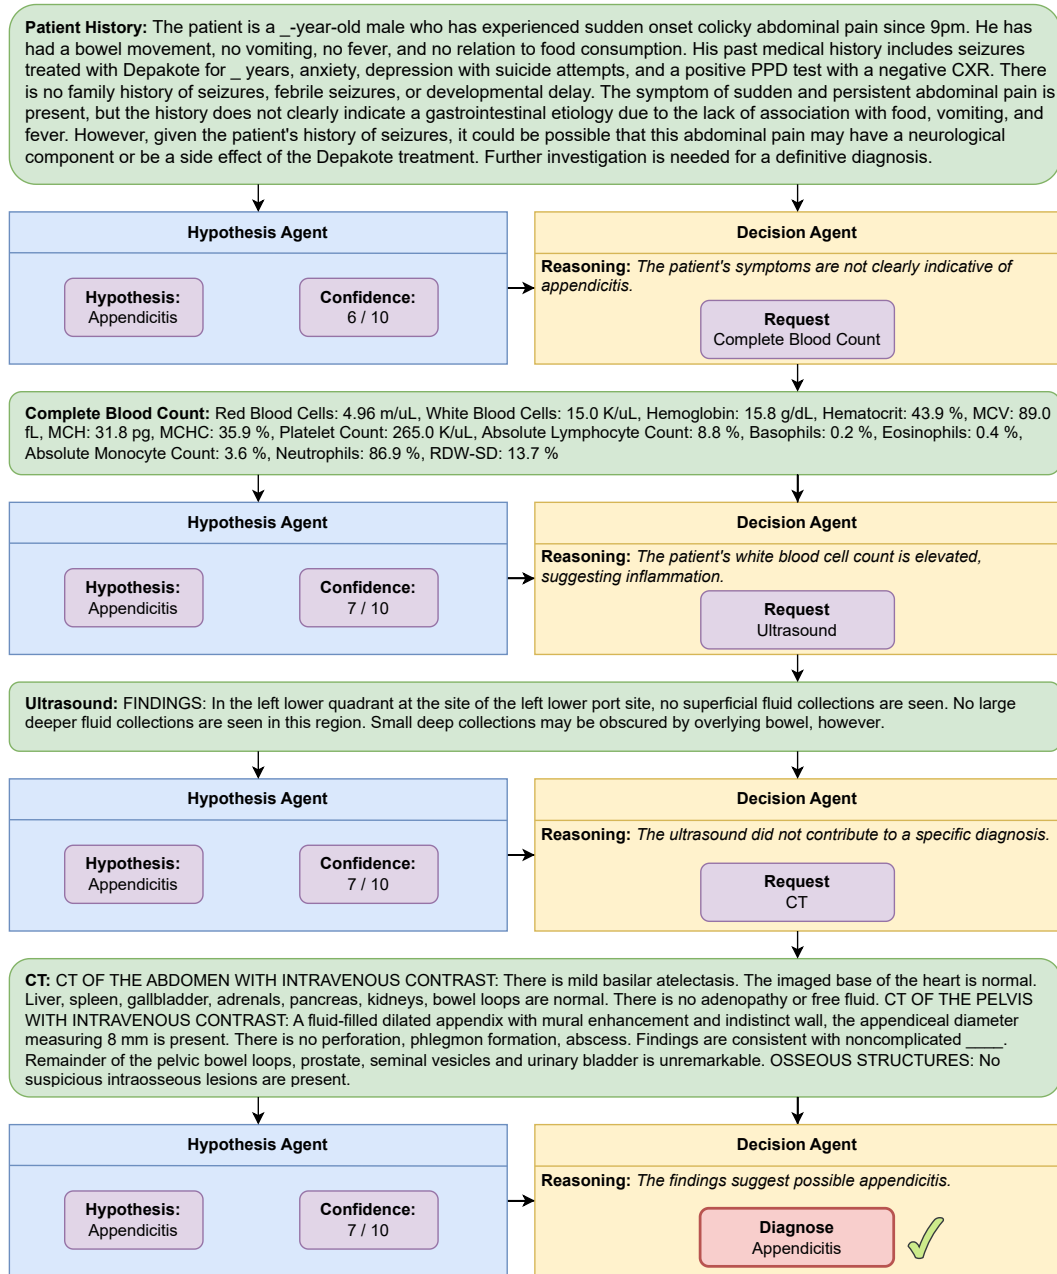 Patient History: The patient is a _-year-old male who has experienced sudden onset colicky abdominal pain since 9pm. He has
had a bowel movement, no vomiting, no fever, and no relation to food consumption. His past medical history includes seizures
treated with Depakote for _ years, anxiety, depression with suicide attempts, and a positive PPD test with a negative CXR. There
is no family history of seizures, febrile seizures, or developmental delay. The symptom of sudden and persistent abdominal pain is
present, but the history does not clearly indicate a gastrointestinal etiology due to the lack of association with food, vomiting, and
fever. However, given the patient's history of seizures, it could be possible that this abdominal pain may have a neurological
component or be a side effect of the Depakote treatment. Further investigation is needed for a definitive diagnosis.
Hypothesis Agent
Hypothesis:
Appendicitis
Confidence:
6 / 10
Decision Agent
Reasoning: The patient's symptoms are not clearly indicative of
appendicitis.
Request
Complete Blood Count
Complete Blood Count: Red Blood Cells: 4.96 m/uL, White Blood Cells: 15.0 K/uL, Hemoglobin: 15.8 g/dL, Hematocrit: 43.9 %, MCV: 89.0
fL, MCH: 31.8 pg, MCHC: 35.9 %, Platelet Count: 265.0 K/uL, Absolute Lymphocyte Count: 8.8 %, Basophils: 0.2 %, Eosinophils: 0.4 %,
Absolute Monocyte Count: 3.6 %, Neutrophils: 86.9 %, RDW-SD: 13.7 %
Hypothesis Agent
Hypothesis:
Appendicitis
Confidence:
7 / 10
Decision Agent
Reasoning: The patient's white blood cell count is elevated,
suggesting inflammation.
Request
Ultrasound
Ultrasound: FINDINGS: In the left lower quadrant at the site of the left lower port site, no superficial fluid collections are seen. No large
deeper fluid collections are seen in this region. Small deep collections may be obscured by overlying bowel, however.
Hypothesis Agent
Hypothesis:
Appendicitis
Confidence:
7 / 10
Decision Agent
Reasoning: The ultrasound did not contribute to a specific diagnosis.
Request
CT
CT: CT OF THE ABDOMEN WITH INTRAVENOUS CONTRAST: There is mild basilar atelectasis. The imaged base of the heart is normal.
Liver, spleen, gallbladder, adrenals, pancreas, kidneys, bowel loops are normal. There is no adenopathy or free fluid. CT OF THE PELVIS
WITH INTRAVENOUS CONTRAST: A fluid-filled dilated appendix with mural enhancement and indistinct wall, the appendiceal diameter
measuring 8 mm is present. There is no perforation, phlegmon formation, abscess. Findings are consistent with noncomplicated ____.
Remainder of the pelvic bowel loops, prostate, seminal vesicles and urinary bladder is unremarkable. OSSEOUS STRUCTURES: No
suspicious intraosseous lesions are present.
Hypothesis Agent
Hypothesis:
Appendicitis
Confidence:
7 / 10
Decision Agent
Reasoning: The findings suggest possible appendicitis.
Diagnose
Appendicitis